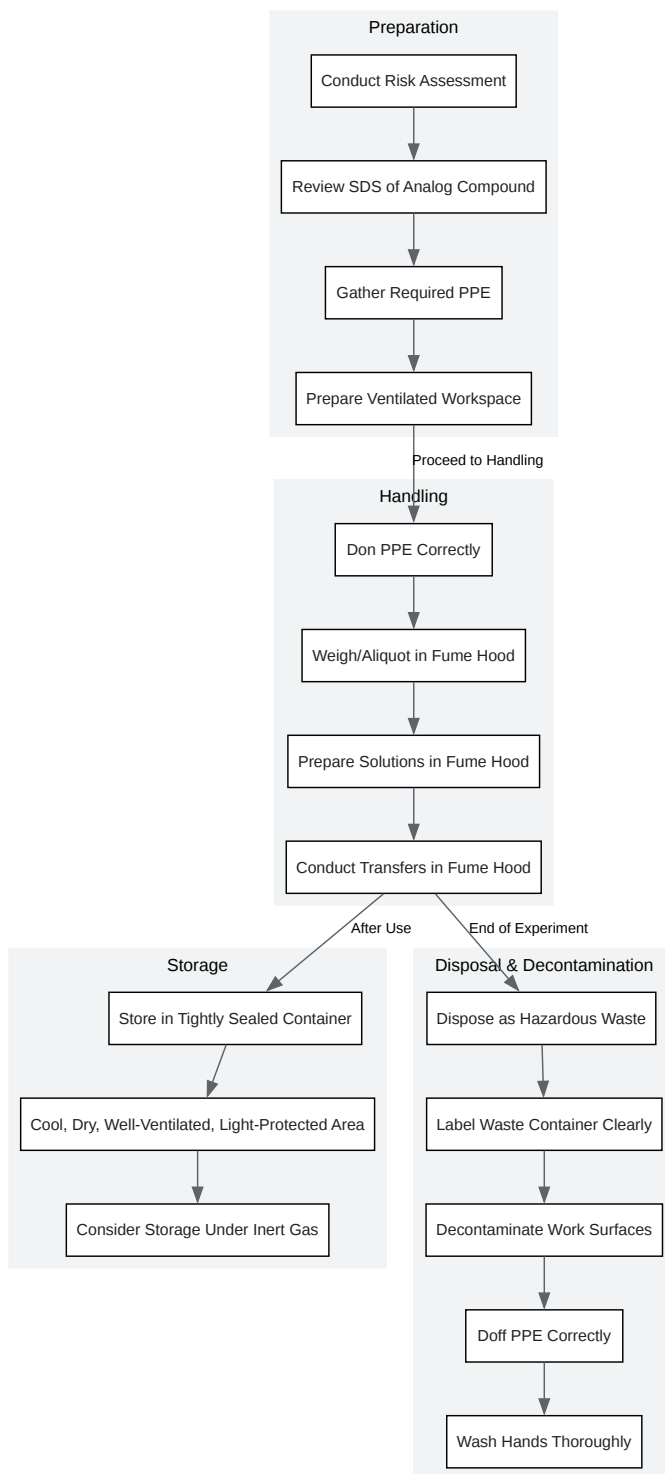 Preparation
Conduct Risk Assessment
Review SDS of Analog Compound
Gather Required PPE
Prepare Ventilated Workspace
Proceed to Handling
Handling
Don PPE Correctly
Weigh/Aliquot in Fume Hood
Prepare Solutions in Fume Hood
Conduct Transfers in Fume Hood
After Use
End of Experiment
Storage
Store in Tightly Sealed Container
Cool, Dry, Well-Ventilated, Light-Protected Area
Consider Storage Under Inert Gas
Disposal & Decontamination
Dispose as Hazardous Waste
Label Waste Container Clearly
Decontaminate Work Surfaces
Doff PPE Correctly
Wash Hands Thoroughly